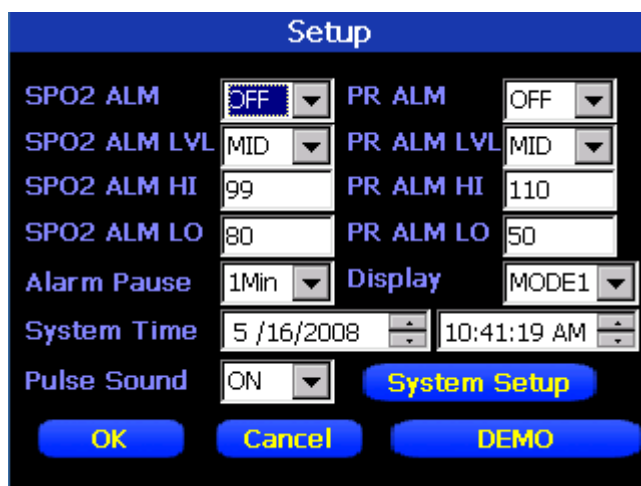 Setup
SPO2 ALM OFF PR ALM OFF
SPO2 ALM LVL MID PR ALM LVL MID
SPO2 ALM HI 99 PR ALM HI 110
SPO2 ALM LO 80 PR ALM LO 50
Alarm Pause 1Min Display MODE1
System Time 5 /16/2008 10:41:19 AM
Pulse Sound ON System Setup
OK Cancel DEMO